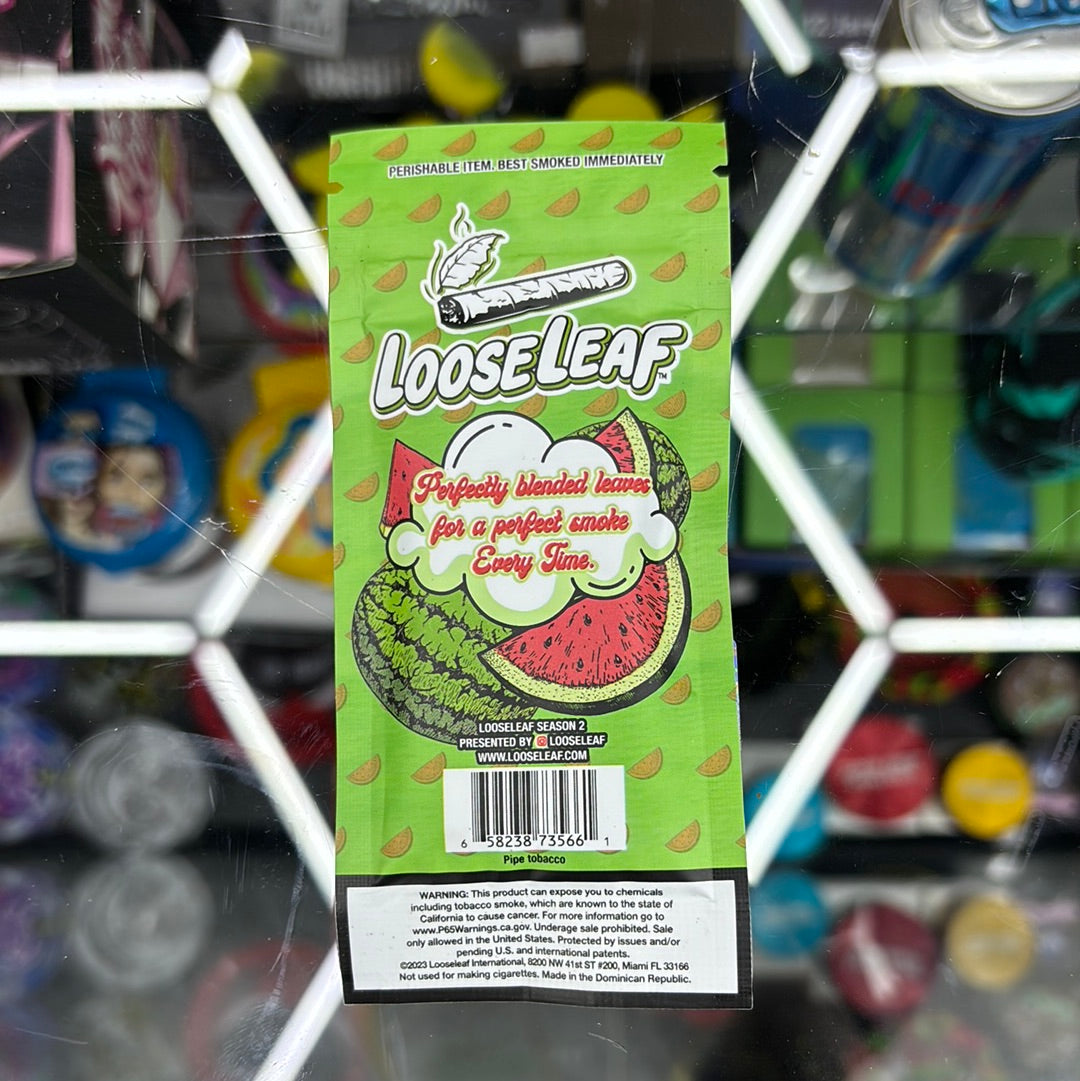 PERISHABLE ITEM. BEST SMOKED IMMEDIATELY
LOOSELEAF™
Perfectly blended leaves
for a perfect smoke
Every Time.
LOOSELEAF SEASON 2
PRESENTED BY LOOSELEAF
WWW.LOOSELEAF.COM
6 58238 73566 1
Pipe tobacco
WARNING: This product can expose you to chemicals
including tobacco smoke, which are known to the state of
California to cause cancer. For more information go to
www.P65Warnings.ca.gov. Underage sale prohibited. Sale
only allowed in the United States. Protected by issues and/or
pending U.S. and international patents.
©2023 Looseleaf International, 8200 NW 41st ST #200, Miami FL 33166
Not used for making cigarettes. Made in the Dominican Republic.